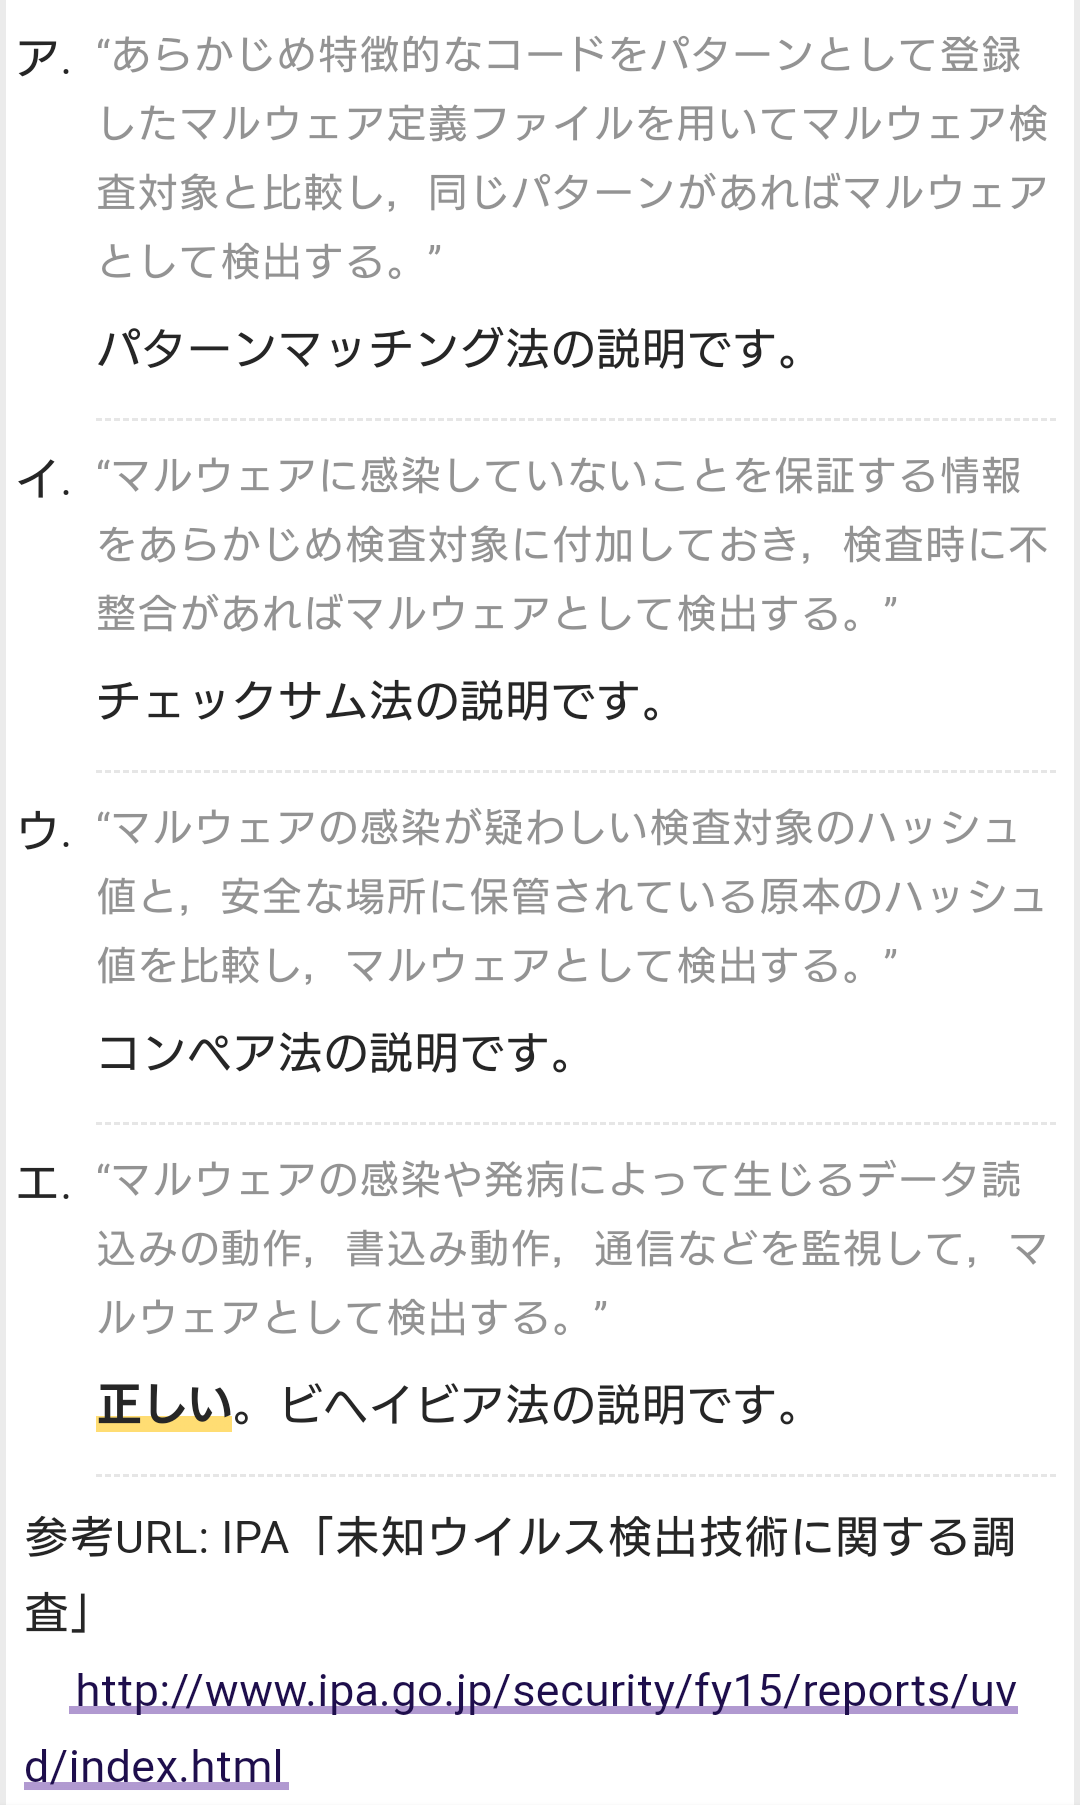 ア. “あらかじめ特徴的なコードをパターンとして登録
したマルウェア定義ファイルを用いてマルウェア検
査対象と比較し，同じパターンがあればマルウェア
として検出する。”
パターンマッチング法の説明です。
イ. “マルウェアに感染していないことを保証する情報
をあらかじめ検査対象に付加しておき，検査時に不
整合があればマルウェアとして検出する。”
チェックサム法の説明です。
ウ. “マルウェアの感染が疑わしい検査対象のハッシュ
値と，安全な場所に保管されている原本のハッシュ
値を比較し，マルウェアとして検出する。”
コンペア法の説明です。
エ. “マルウェアの感染や発病によって生じるデータ読
込みの動作，書込み動作，通信などを監視して，マ
ルウェアとして検出する。”
正しい。ビヘイビア法の説明です。
参考URL: IPA「未知ウイルス検出技術に関する調
査」
http://www.ipa.go.jp/security/fy15/reports/uv
d/index.html